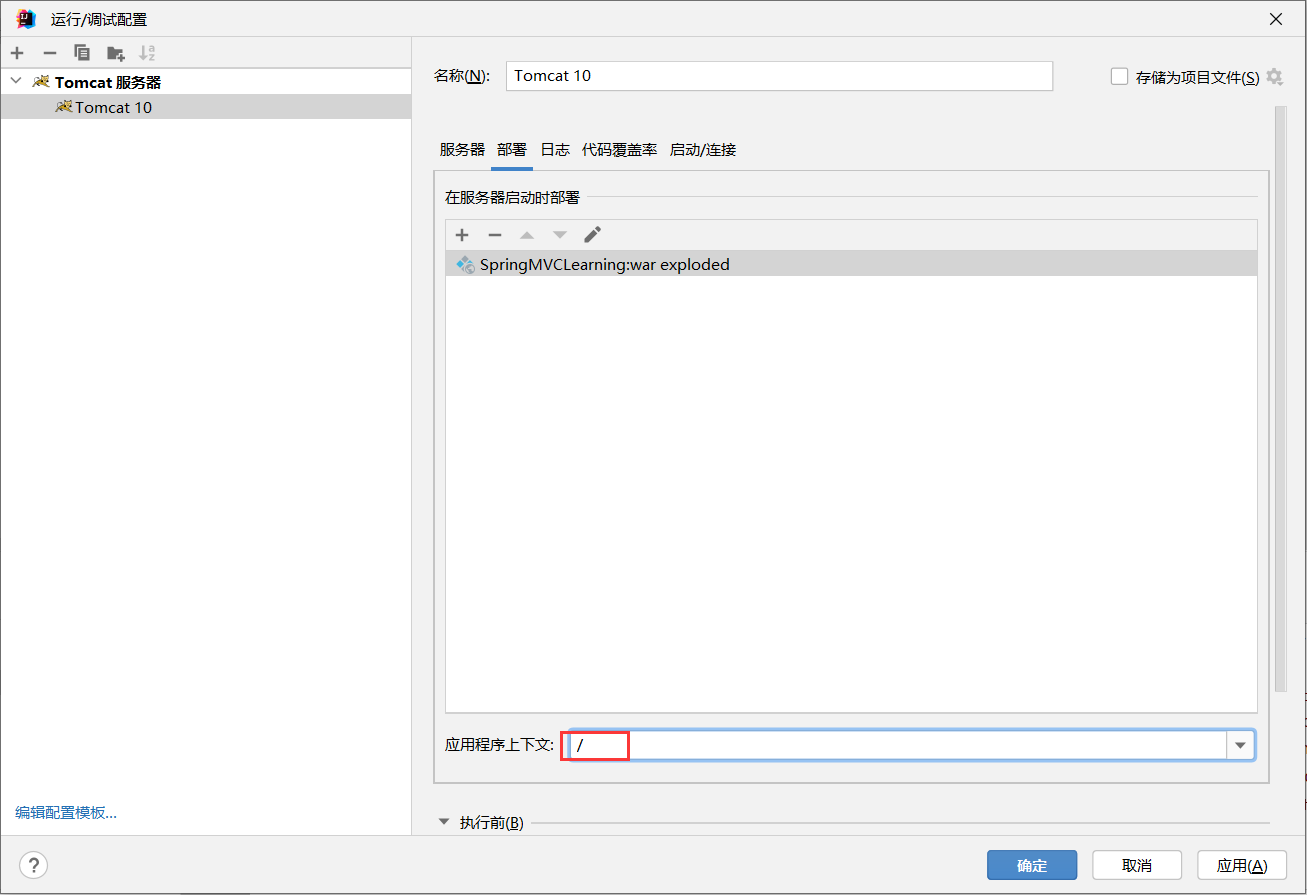 运行/调试配置
Tomcat 服务器
Tomcat 10
编辑配置模板...
名称(N):
Tomcat 10
存储为项目文件(S)
服务器 部署 日志 代码覆盖率 启动/连接
在服务器启动时部署
SpringMVCLearning:war exploded
应用程序上下文: /
执行前(B)
?
确定 取消 应用(A)